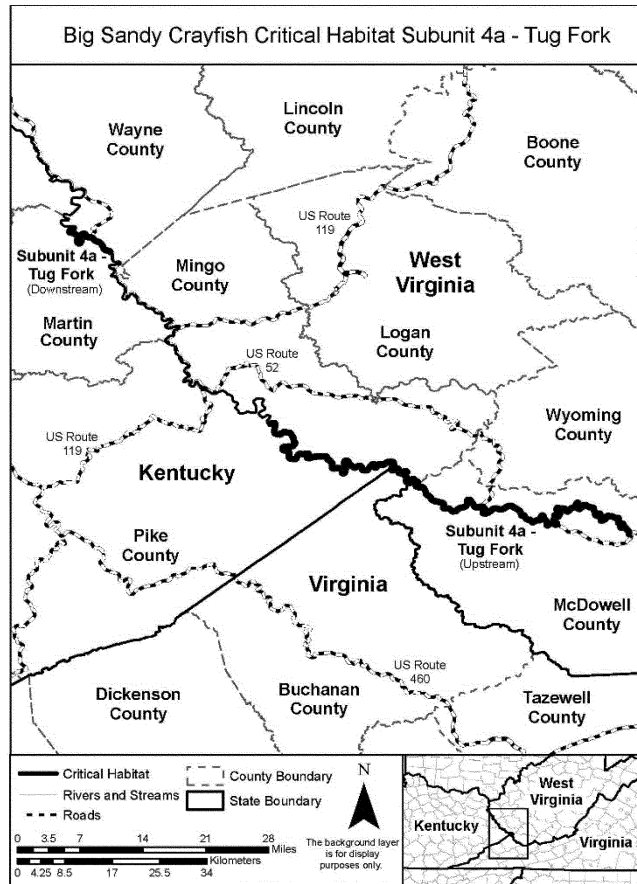 Big Sandy Crayfish Critical Habitat Subunit 4a - Tug Fork
Lincoln
County
Wayne
County
Boone
County
US Route
119
Subunit 4a -
Tug Fork
(Downstream)
Mingo
County
West
Virginia
Martin
County
Logan
County
US Route
52
Wyoming
County
US Route
119
Kentucky
Subunit 4a -
Tug Fork
(Upstream)
Pike
County
Virginia
McDowell
County
US Route
460
Dickenson
County
Buchanan
County
Tazewell
County
Critical Habitat
Rivers and Streams
Roads
County Boundary
State Boundary
N
The background layer
is for display
purposes only.
0 3.5 7 14 21 28
Miles
Kilometers
0 4.25 8.5 17 25.5 34
West
Virginia
Kentucky
Virginia